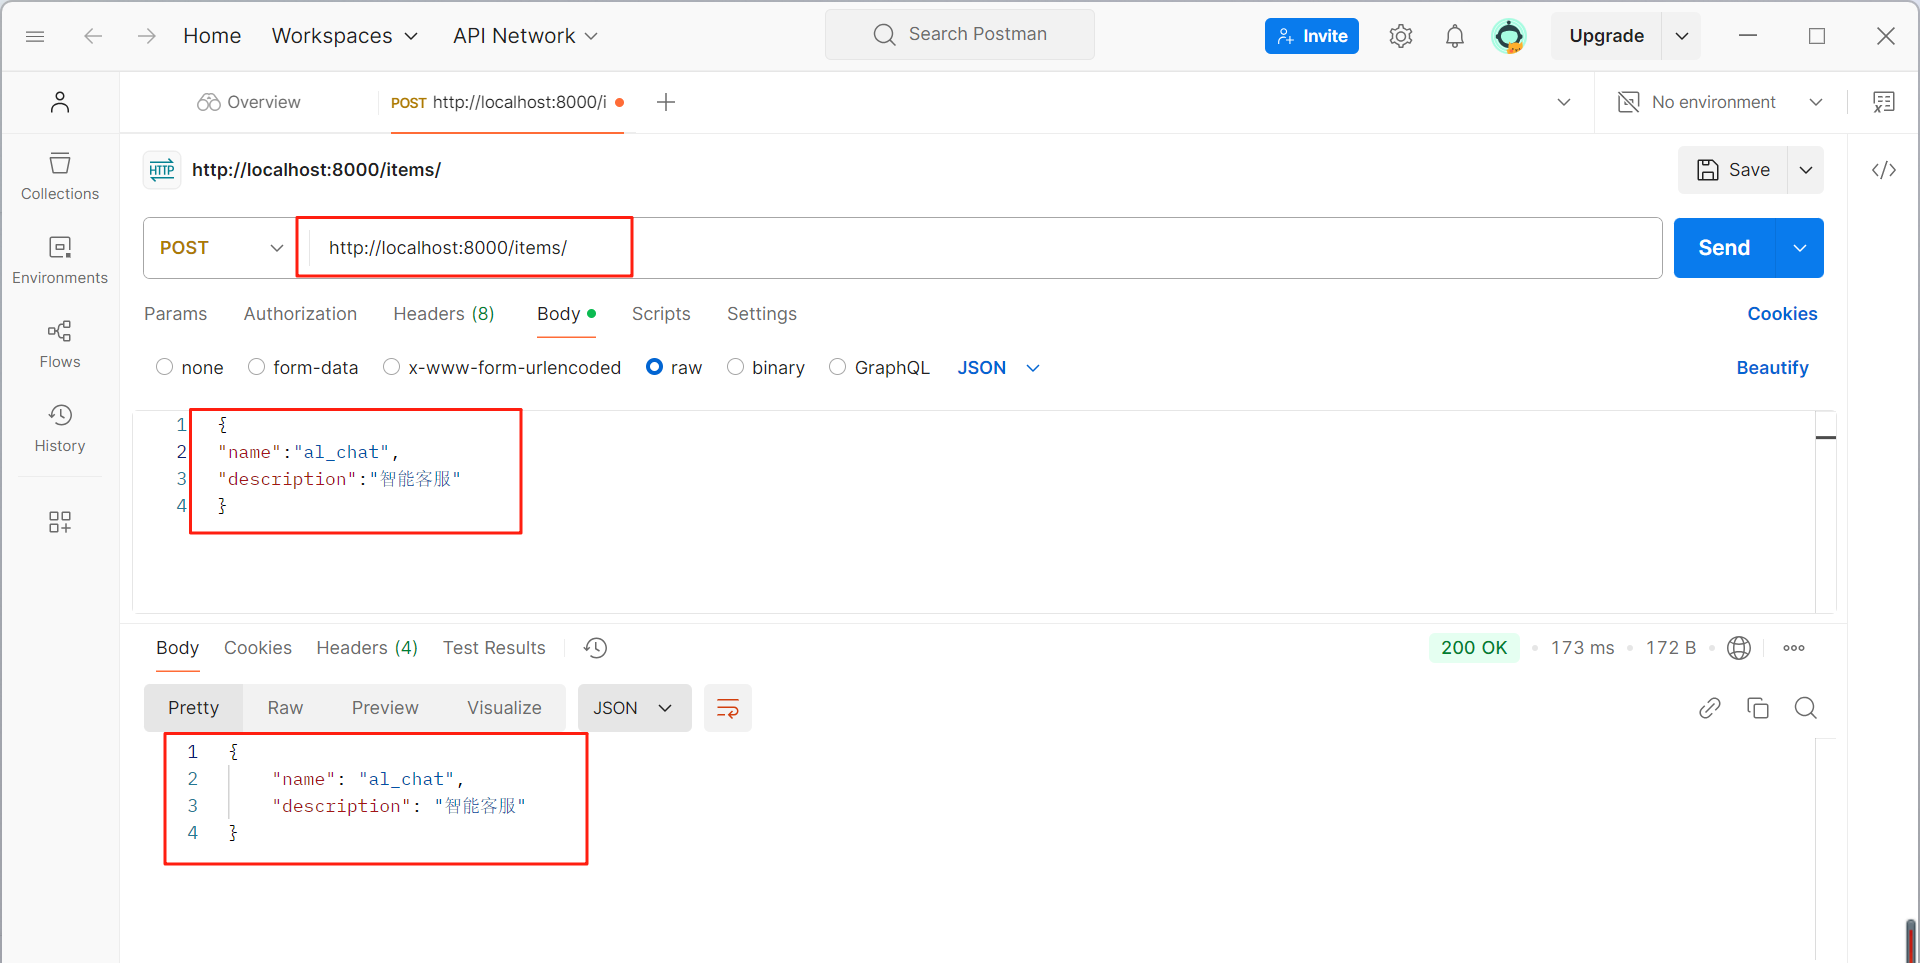 Home Workspaces API Network Search Postman Invite Upgrade
Overview POST http://localhost:8000/i No environment
HTTP http://localhost:8000/items/ Save
Collections
POST http://localhost:8000/items/ Send
Environments
Params Authorization Headers (8) Body Scripts Settings Cookies
Flows
none form-data x-www-form-urlencoded raw binary GraphQL JSON Beautify
History
1 {
2 "name":"al_chat",
3 "description":"智能客服"
4 }
Body Cookies Headers (4) Test Results 200 OK 173 ms 172 B
Pretty Raw Preview Visualize JSON
1 {
2 "name": "al_chat",
3 "description": "智能客服"
4 }